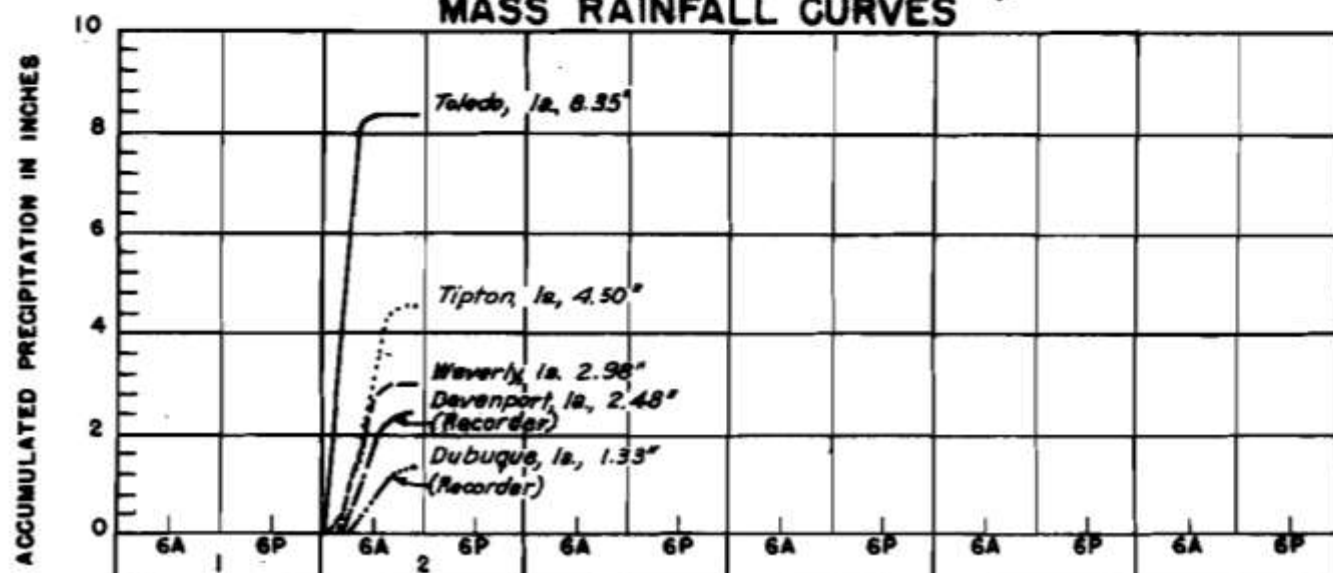 MASS RAINFALL CURVES
ACCUMULATED PRECIPITATION IN INCHES
10
8
6
4
2
0
Toledo, Ia., 8.35"
Tipton, Ia., 4.50"
Waverly, Ia. 2.98"
Davenport, Ia., 2.48"
(Recorder)
Dubuque, Ia., 1.33"
(Recorder)
6A 6P 6A 6P 6A 6P 6A 6P 6A 6P 6A 6P
1 2